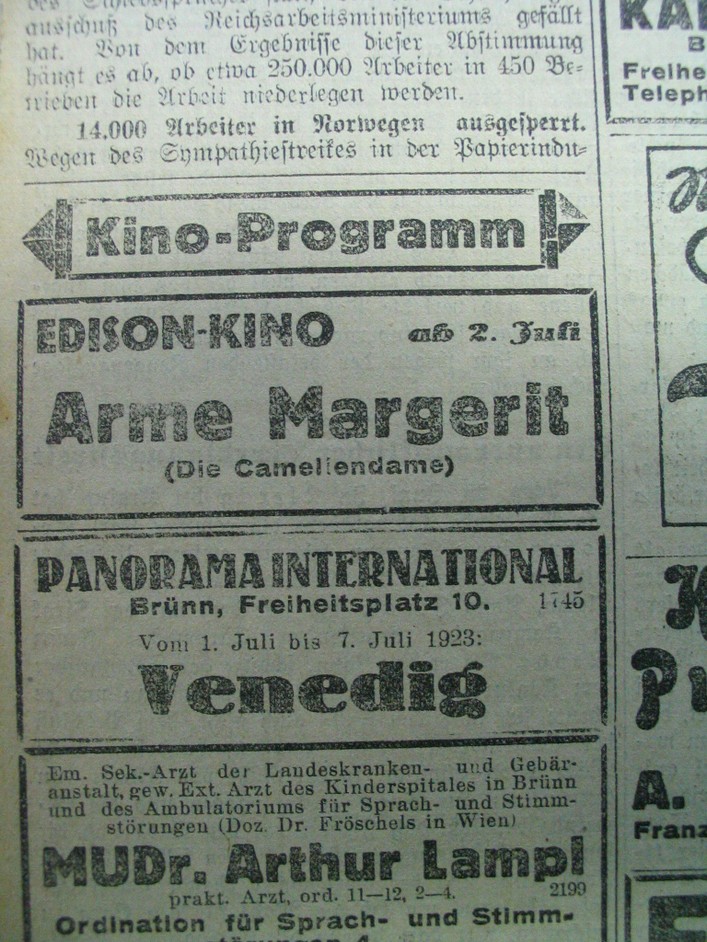 des
ausschuß des Reichsarbeitsministeriums gefällt
hat. Von dem Ergebnisse dieser Abstimmung
hängt es ab, ob etwa 250.000 Arbeiter in 450 Be-
trieben die Arbeit niederlegen werden.
14.000 Arbeiter in Norwegen ausgesperrt.
Wegen des Sympathiestreikes in der Papierindu-
Kino-Programm
EDISON-KINO ab 2. Juli
Arme Margerit
(Die Cameliendame)
PANORAMA INTERNATIONAL
Brünn, Freiheitsplatz 10. 1745
Vom 1. Juli bis 7. Juli 1923:
Venedig
Em. Sek.-Arzt der Landeskranken- und Gebär-
anstalt, gew. Ext. Arzt des Kinderspitales in Brünn
und des Ambulatoriums für Sprach- und Stimm-
störungen (Doz. Dr. Fröschels in Wien)
MUDr. Arthur Lampl
prakt. Arzt, ord. 11—12, 2—4. 2199
Ordination für Sprach- und Stimm-
KA
B
Freihe
Teleph
A.
Franz